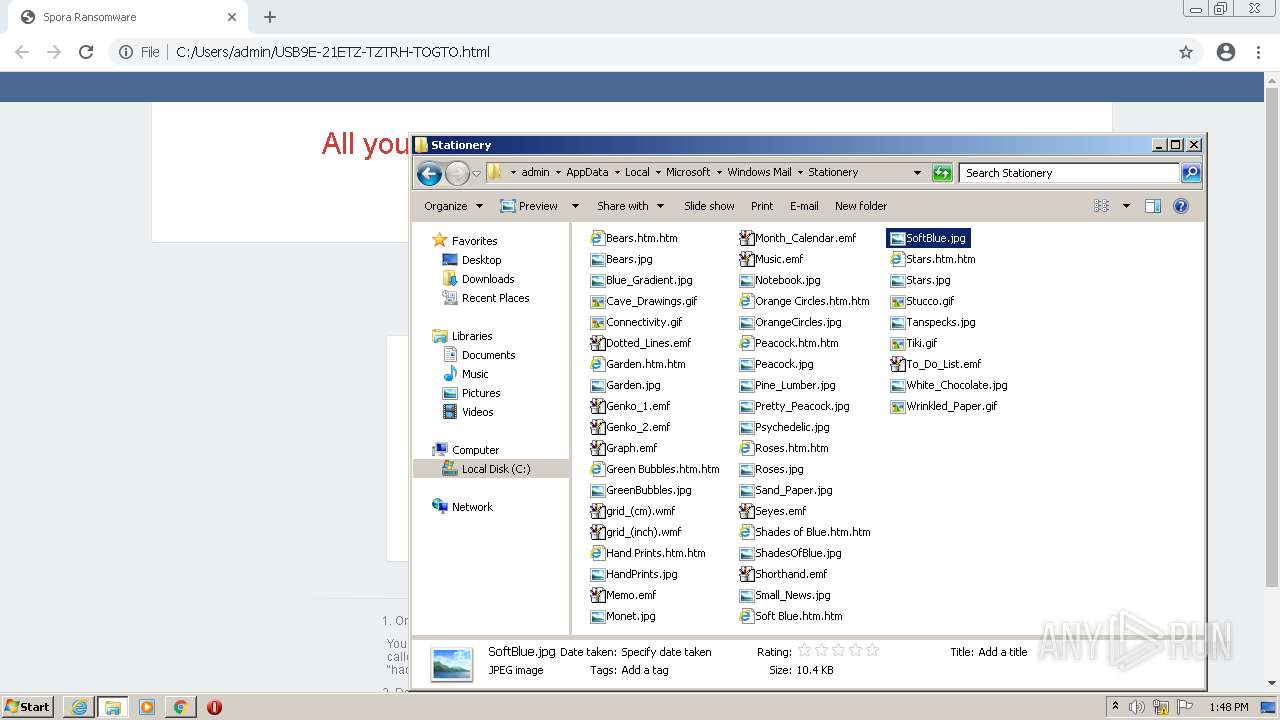 Spora Ransomware
File
C:/Users/admin/USB9E-21ETZ-TZTRH-TOGTO.html
All you
Stationery
admin
AppData
Local
Microsoft
Windows Mail
Stationery
Search Stationery
Organize
Preview
Share with
Slide show
Print
E-mail
New folder
Favorites
Desktop
Downloads
Recent Places
Libraries
Documents
Music
Pictures
Videos
Computer
Local Disk (C:)
Network
Bears.htm.htm
Bears.jpg
Blue_Gradient.jpg
Cave_Drawings.gif
Connectivity.gif
Dotted_Lines.emf
Garden.htm.htm
Garden.jpg
Genko_1.emf
Genko_2.emf
Graph.emf
Green Bubbles.htm.htm
GreenBubbles.jpg
grid_(cm).wmf
grid_(inch).wmf
Hand Prints.htm.htm
HandPrints.jpg
Memo.emf
Monet.jpg
Month_Calendar.emf
Music.emf
Notebook.jpg
Orange Circles.htm.htm
OrangeCircles.jpg
Peacock.htm.htm
Peacock.jpg
Pine_Lumber.jpg
Pretty_Peacock.jpg
Psychedelic.jpg
Roses.htm.htm
Roses.jpg
Sand_Paper.jpg
Seyes.emf
Shades of Blue.htm.htm
ShadesOfBlue.jpg
Shorthand.emf
Small_News.jpg
Soft Blue.htm.htm
SoftBlue.jpg
Stars.htm.htm
Stars.jpg
Stucco.gif
Tanspecks.jpg
Tiki.gif
To_Do_List.emf
White_Chocolate.jpg
Wrinkled_Paper.gif
SoftBlue.jpg Date taken: Specify date taken
Rating:
Title: Add a title
JPEG image
Tags: Add a tag
Size: 10.4 KB
1. Or
You
calle
"ha
ANY RUN
Start
1:48 PM